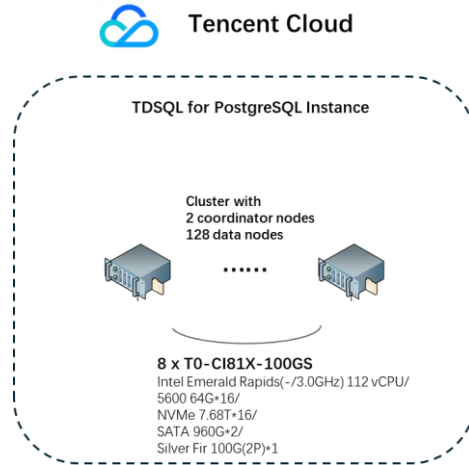 Tencent Cloud
TDSQL for PostgreSQL Instance
Cluster with
2 coordinator nodes
128 data nodes
......
8 x T0-CI81X-100GS
Intel Emerald Rapids(-/3.0GHz) 112 vCPU/
5600 64G*16/
NVMe 7.68T*16/
SATA 960G*2/
Silver Fir 100G(2P)*1